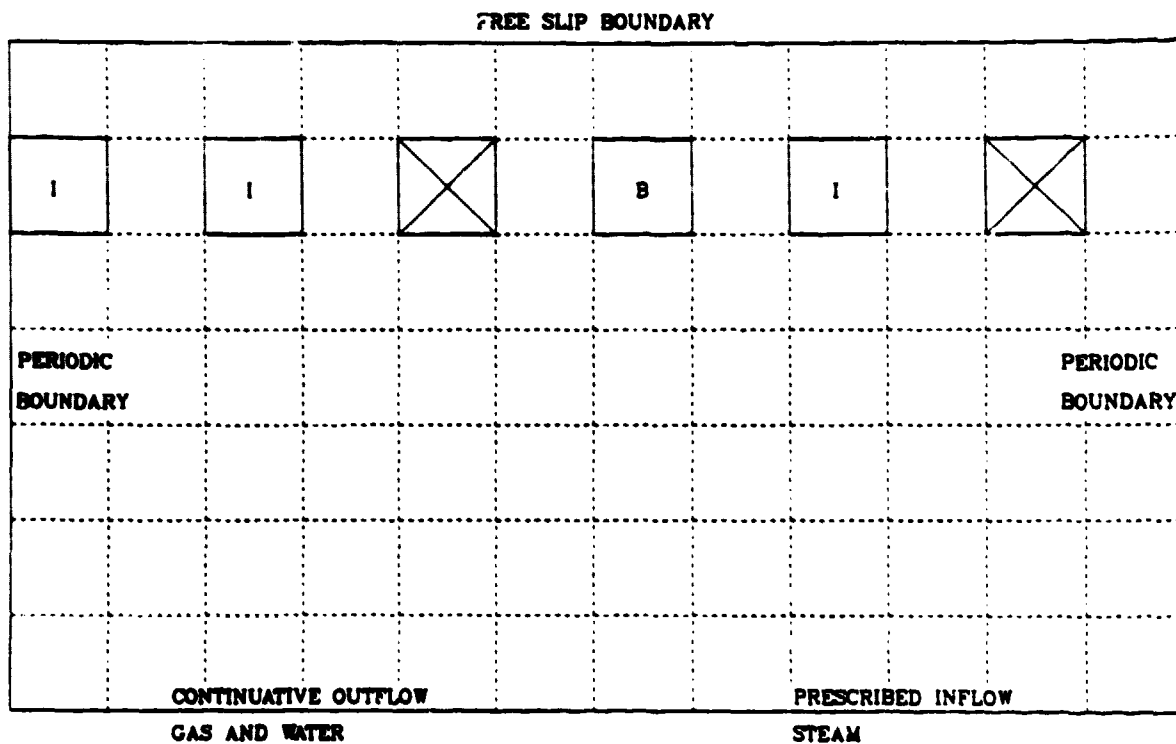 FREE SLIP BOUNDARY
I I B I
PERIODIC PERIODIC
BOUNDARY BOUNDARY
CONTINUATIVE OUTFLOW PRESCRIBED INFLOW
GAS AND WATER STEAM